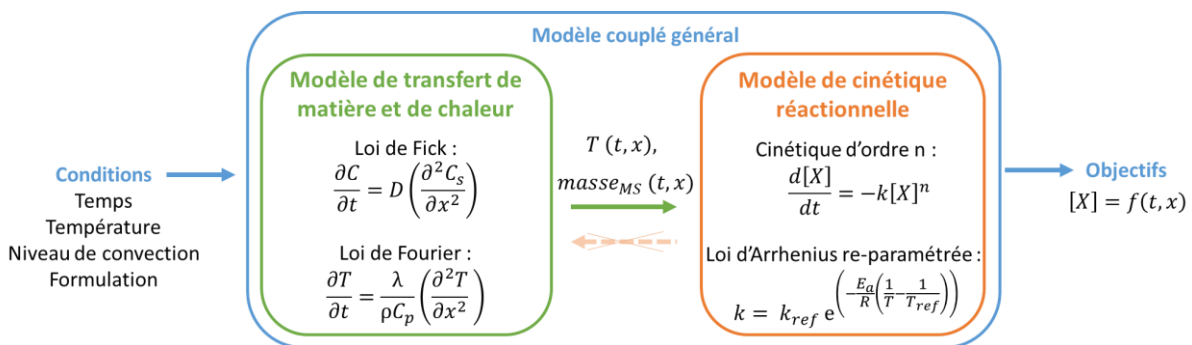 Modèle couplé général
Conditions
Temps
Température
Niveau de convection
Formulation
Modèle de transfert de
matière et de chaleur
Loi de Fick :
∂C/∂t = D(∂²C_s/∂x²)
Loi de Fourier :
∂T/∂t = λ/ρC_p (∂²T/∂x²)
T (t, x),
masse_MS (t, x)
Modèle de cinétique
réactionnelle
Cinétique d'ordre n :
d[X]/dt = −k[X]^n
Loi d'Arrhenius re-paramétrée :
k = k_ref e^(−E_a/R (1/T − 1/T_ref))
Objectifs
[X] = f(t, x)